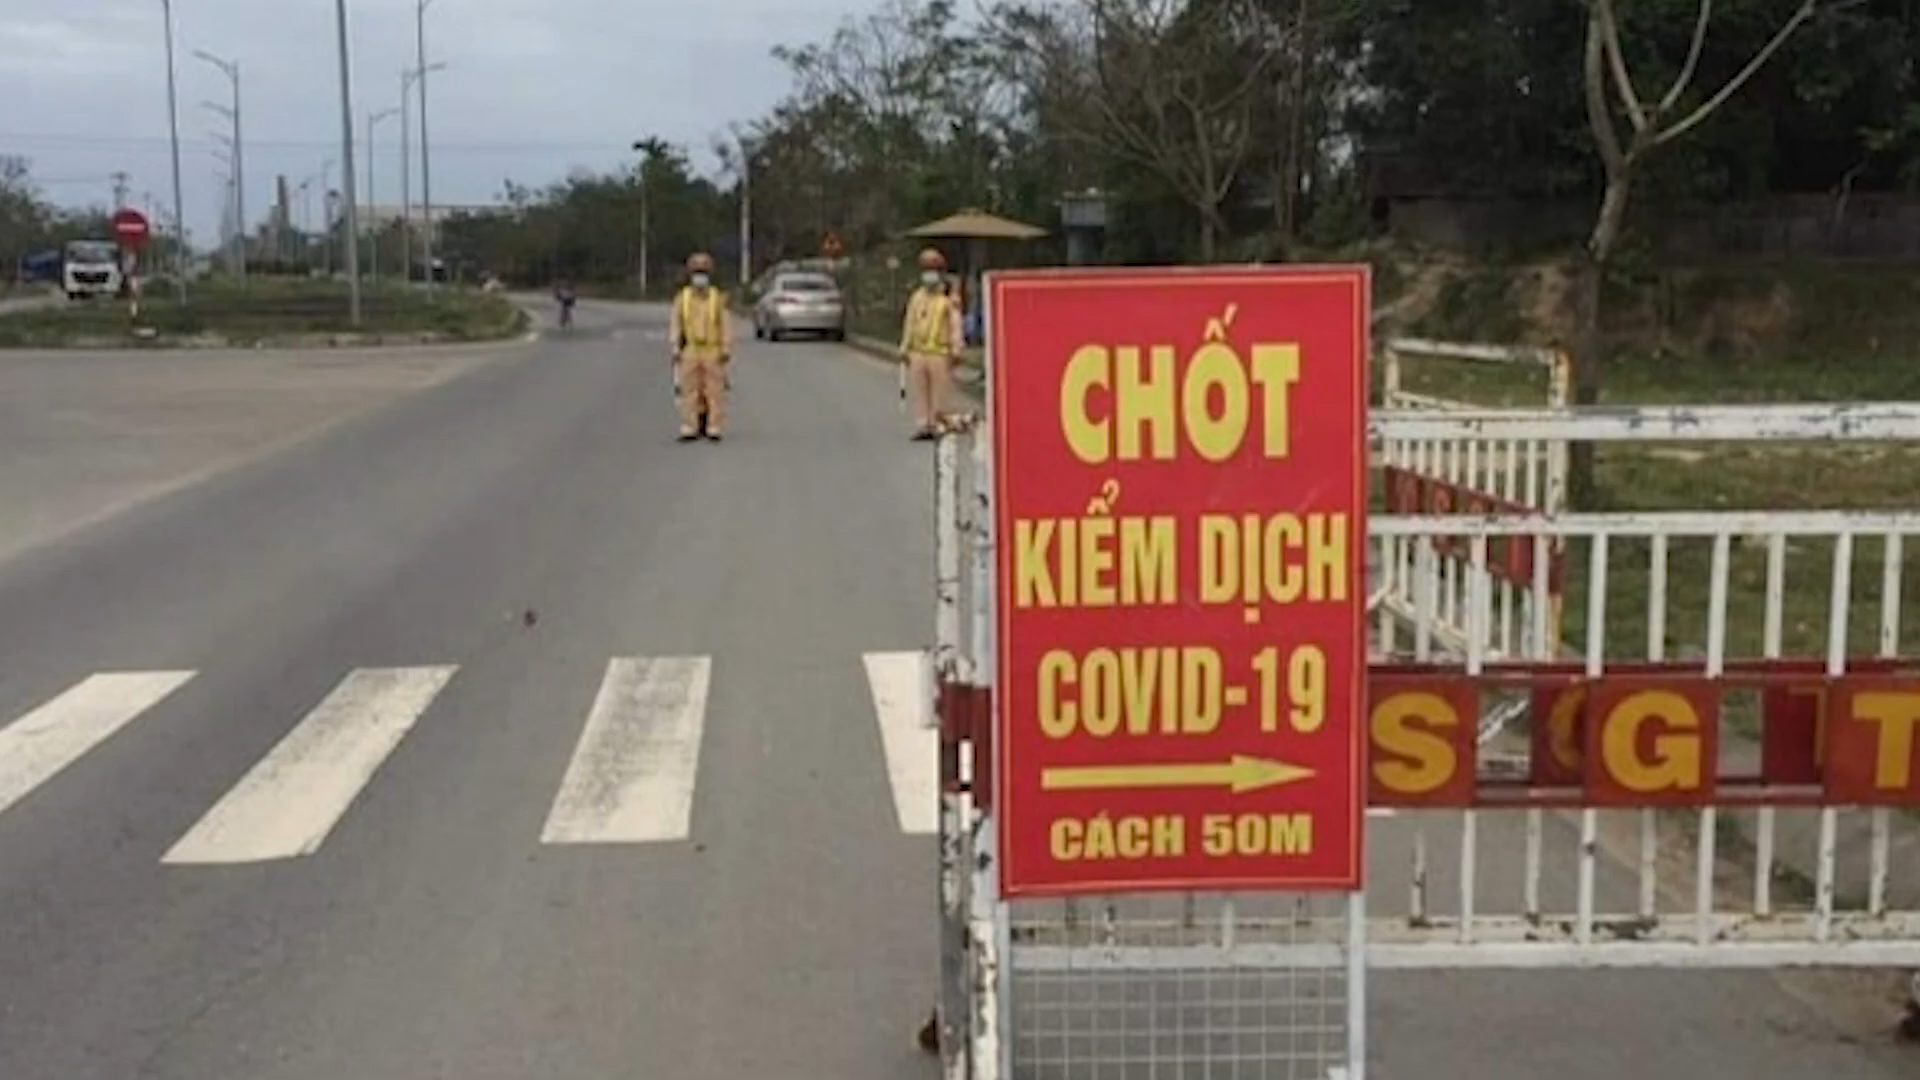 CHỐT
KIỂM DỊCH
COVID-19
CÁCH 50M
S G T